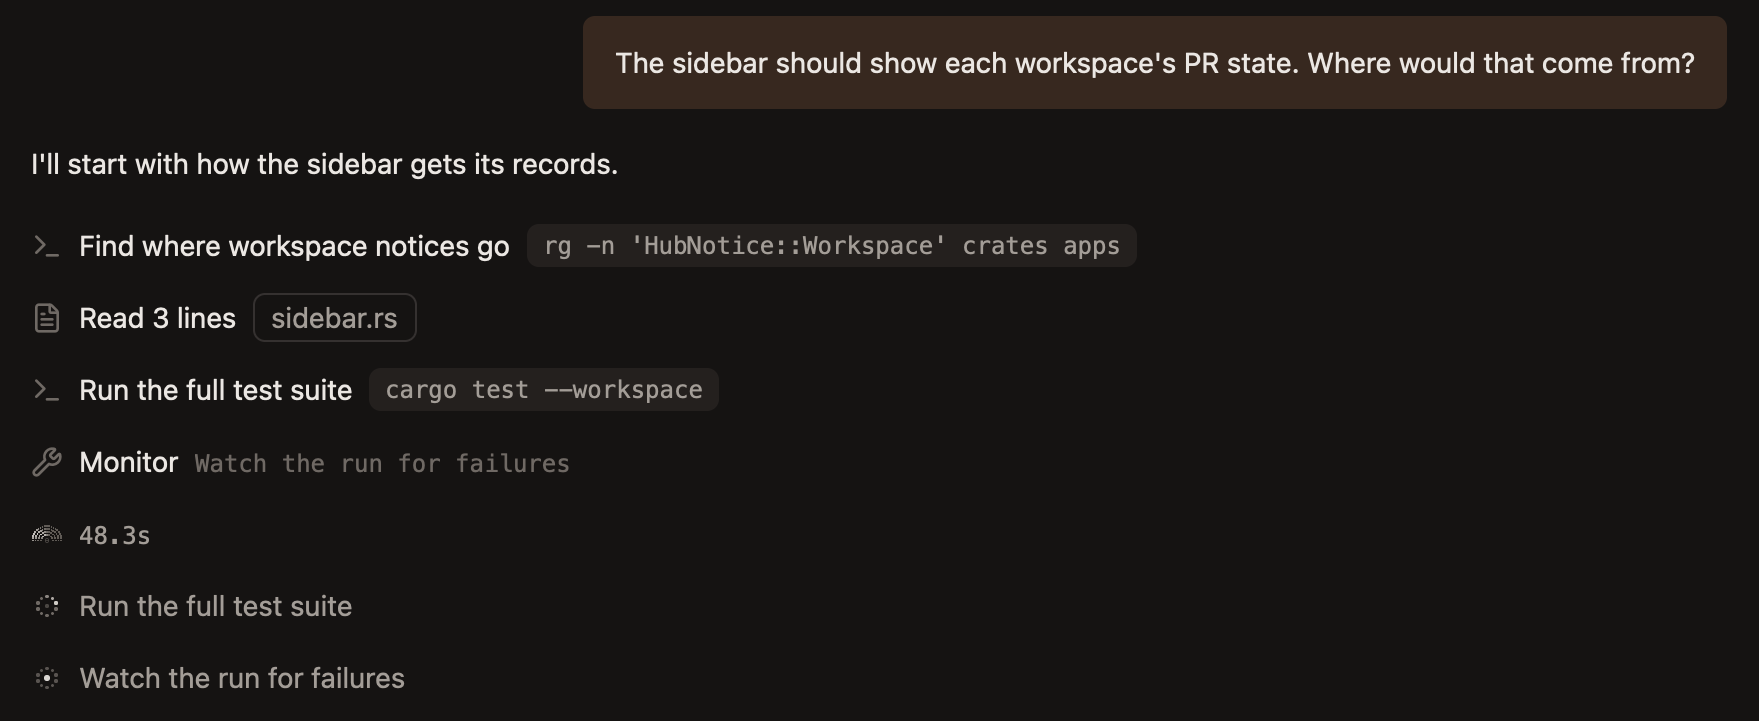 The sidebar should show each workspace's PR state. Where would that come from?
I'll start with how the sidebar gets its records.
Find where workspace notices go rg -n 'HubNotice::Workspace' crates apps
Read 3 lines sidebar.rs
Run the full test suite cargo test --workspace
Monitor Watch the run for failures
48.3s
Run the full test suite
Watch the run for failures